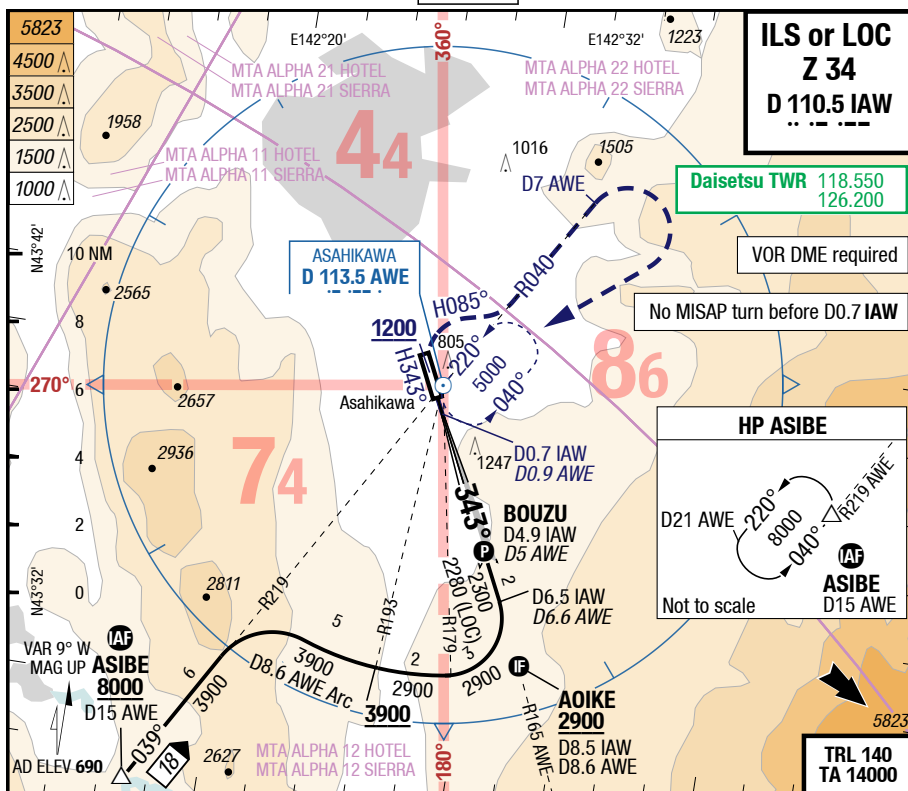 5823
4500
3500
2500
1500
1000
E142°20'
360°
E142°32'
1223
ILS or LOC
Z 34
D 110.5 IAW
MTA ALPHA 21 HOTEL
MTA ALPHA 21 SIERRA
MTA ALPHA 22 HOTEL
MTA ALPHA 22 SIERRA
1958
44
MTA ALPHA 11 HOTEL
MTA ALPHA 11 SIERRA
1016
1505
D7 AWE
Daisetsu TWR 118.550
126.200
N43°42'
10 NM
2565
ASAHIKAWA
D 113.5 AWE
R040
VOR DME required
H085°
No MISAP turn before D0.7 IAW
8
1200
805
220°
5000
040°
86
H343°
270°
6
2657
Asahikawa
HP ASIBE
D21 AWE
220°
8000
040°
R219 AWE
IAF
ASIBE
D15 AWE
Not to scale
4
2936
74
1247
D0.7 IAW
D0.9 AWE
343°
BOUZU
D4.9 IAW
D5 AWE
P
2
N43°32'
0
2811
R219
R193
R179
2280 (LOC)
2300
2
D6.5 IAW
D6.6 AWE
VAR 9° W
MAG UP
IAF
ASIBE
8000
D15 AWE
6
3900
5
3900
D8.6 AWE Arc
2
2900
3
2900
3900
IF
AOIKE
2900
D8.5 IAW
D8.6 AWE
R165 AWE
5823
AD ELEV 690
039°
18
2627
MTA ALPHA 12 HOTEL
MTA ALPHA 12 SIERRA
180°
TRL 140
TA 14000